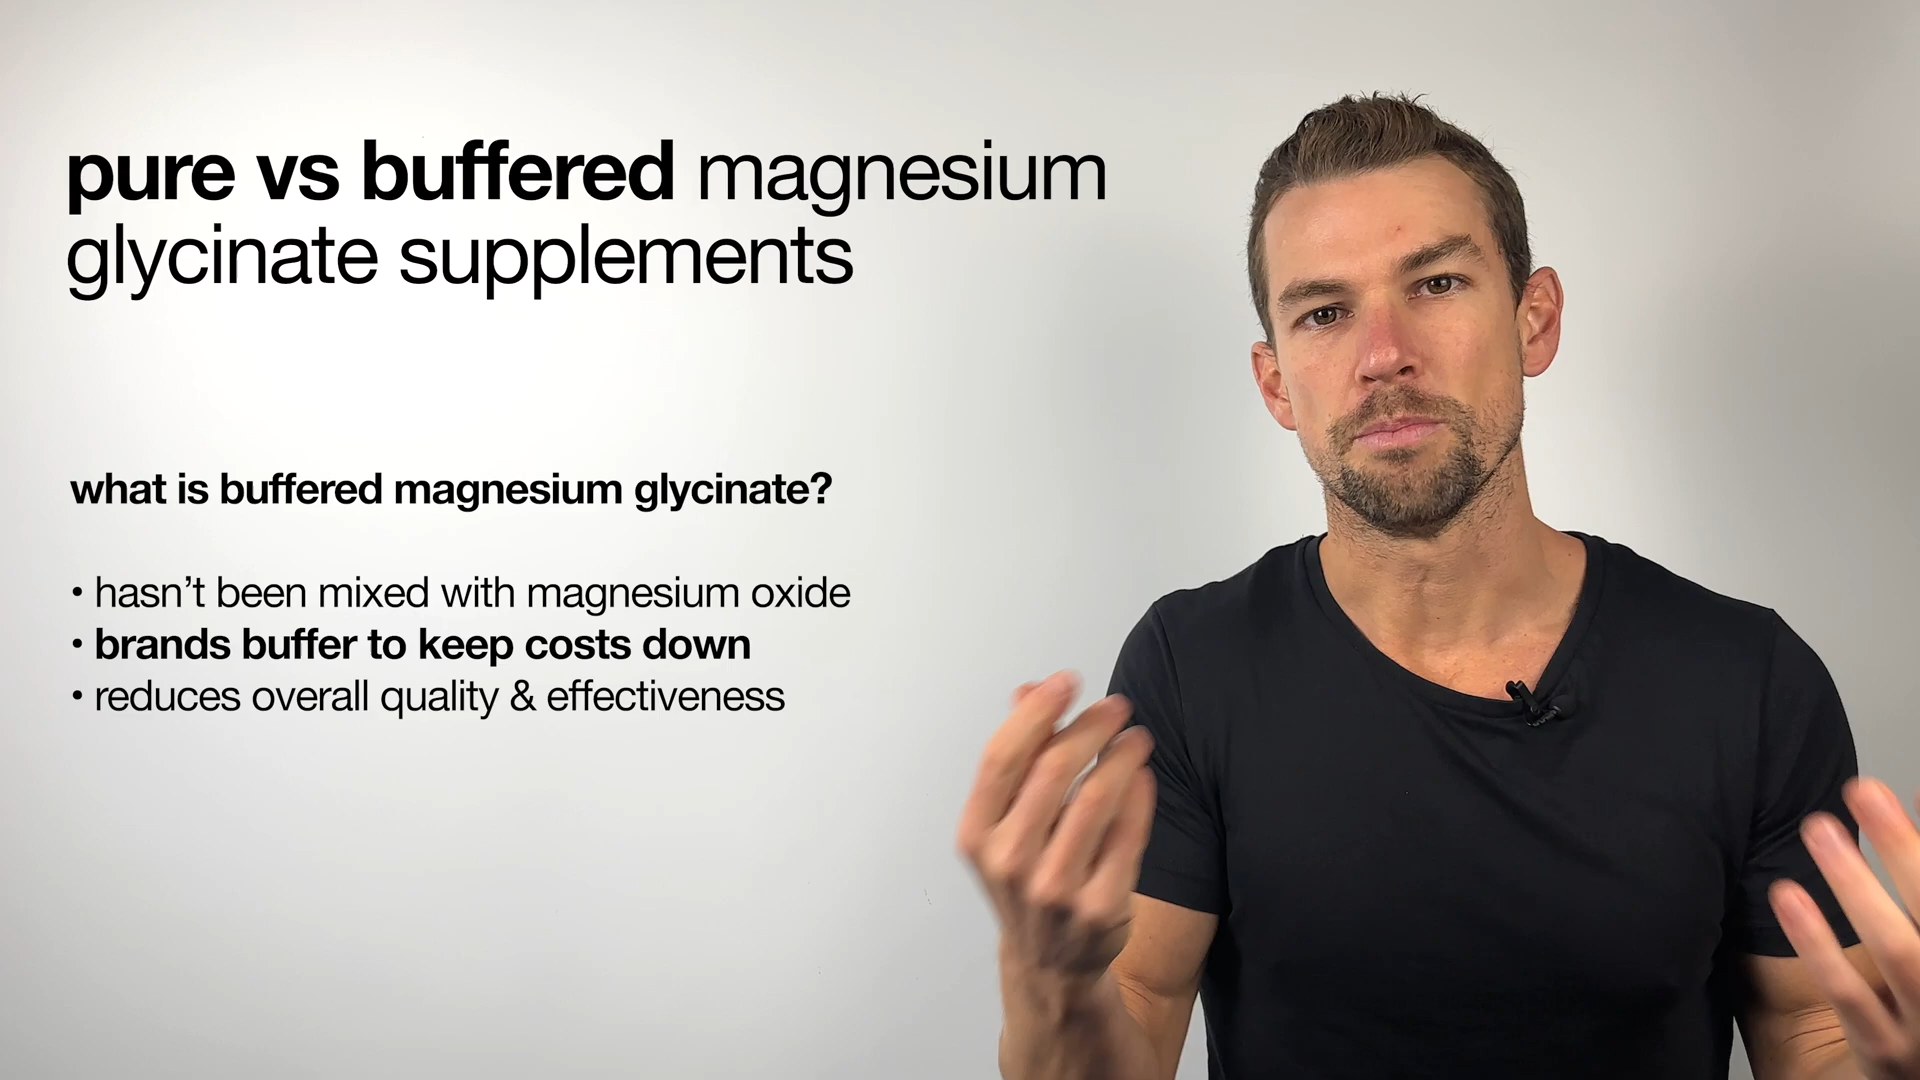 pure vs buffered magnesium
glycinate supplements
what is buffered magnesium glycinate?
• hasn’t been mixed with magnesium oxide
• brands buffer to keep costs down
• reduces overall quality & effectiveness